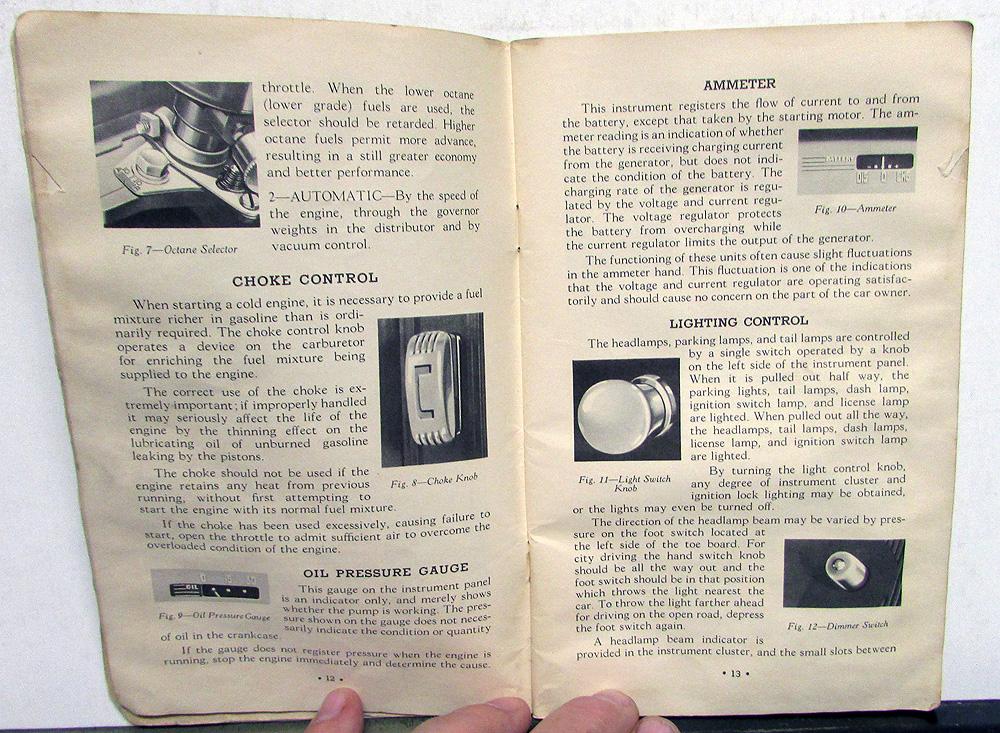 throttle. When the lower octane
(lower grade) fuels are used, the
selector should be retarded. Higher
octane fuels permit more advance,
resulting in a still greater economy
and better performance.
2—AUTOMATIC—By the speed of
the engine, through the governor
weights in the distributor and by
vacuum control.
Fig. 7—Octane Selector
CHOKE CONTROL
When starting a cold engine, it is necessary to provide a fuel
mixture richer in gasoline than is ordi-
narily required. The choke control knob
operates a device on the carburetor
for enriching the fuel mixture being
supplied to the engine.
The correct use of the choke is ex-
tremely important; if improperly handled
it may seriously affect the life of the
engine by the thinning effect on the
lubricating oil of unburned gasoline
leaking by the pistons.
Fig. 8—Choke Knob
The choke should not be used if the
engine retains any heat from previous
running, without first attempting to
start the engine with its normal fuel mixture.
If the choke has been used excessively, causing failure to
start, open the throttle to admit sufficient air to overcome the
overloaded condition of the engine.
OIL PRESSURE GAUGE
OIL
Fig. 9—Oil Pressure Gauge
This gauge on the instrument panel
is an indicator only, and merely shows
whether the pump is working. The pres-
sure shown on the gauge does not neces-
sarily indicate the condition or quantity
of oil in the crankcase.
If the gauge does not register pressure when the engine is
running, stop the engine immediately and determine the cause.
• 12 •
AMMETER
This instrument registers the flow of current to and from
the battery, except that taken by the starting motor. The am-
meter reading is an indication of whether
the battery is receiving charging current
from the generator, but does not indi-
cate the condition of the battery. The
charging rate of the generator is regu-
lated by the voltage and current regu-
lator. The voltage regulator protects
the battery from overcharging while
the current regulator limits the output of the generator.
BATTERY
DIS 0 CHG
Fig. 10—Ammeter
The functioning of these units often cause slight fluctuations
in the ammeter hand. This fluctuation is one of the indications
that the voltage and current regulator are operating satisfac-
torily and should cause no concern on the part of the car owner.
LIGHTING CONTROL
The headlamps, parking lamps, and tail lamps are controlled
by a single switch operated by a knob
on the left side of the instrument panel.
When it is pulled out half way, the
parking lights, tail lamps, dash lamp,
ignition switch lamp, and license lamp
are lighted. When pulled out all the way,
the headlamps, tail lamps, dash lamps,
license lamp, and ignition switch lamp
are lighted.
Fig. 11—Light Switch
Knob
By turning the light control knob,
any degree of instrument cluster and
ignition lock lighting may be obtained,
or the lights may even be turned off.
The direction of the headlamp beam may be varied by pres-
sure on the foot switch located at
the left side of the toe board. For
city driving the hand switch knob
should be all the way out and the
foot switch should be in that position
which throws the light nearest the
car. To throw the light farther ahead
for driving on the open road, depress
the foot switch again.
Fig. 12—Dimmer Switch
A headlamp beam indicator is
provided in the instrument cluster, and the small slots between
• 13 •